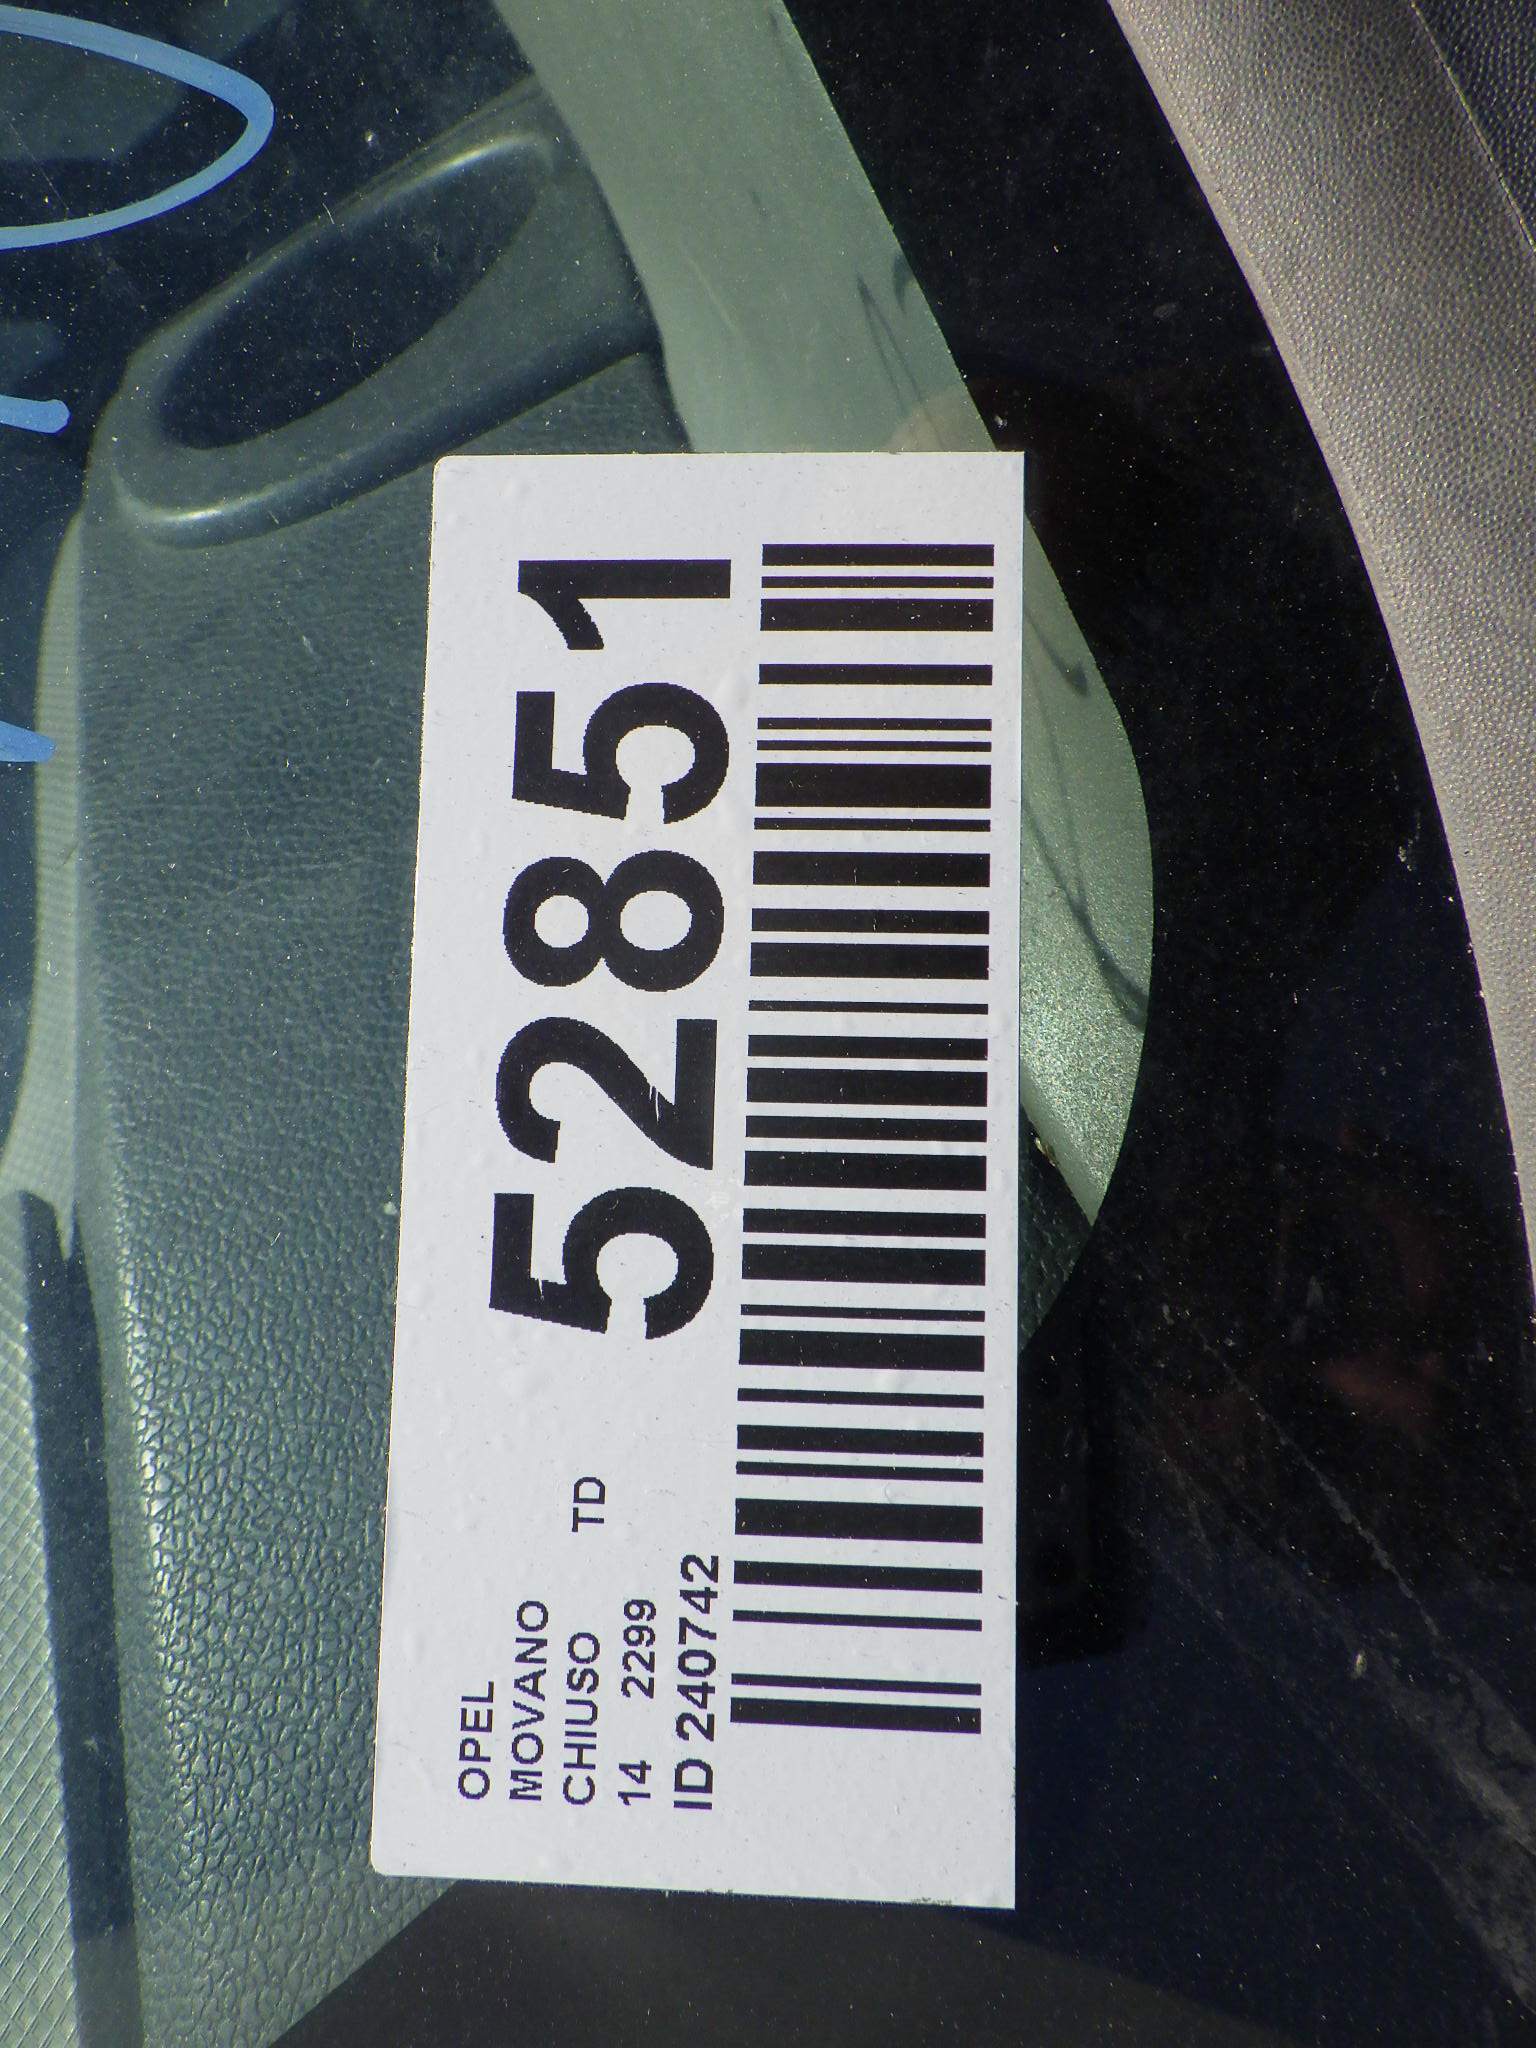 OPEL
MOVANO
CHIUSO TD
14 2299
ID 240742
52851